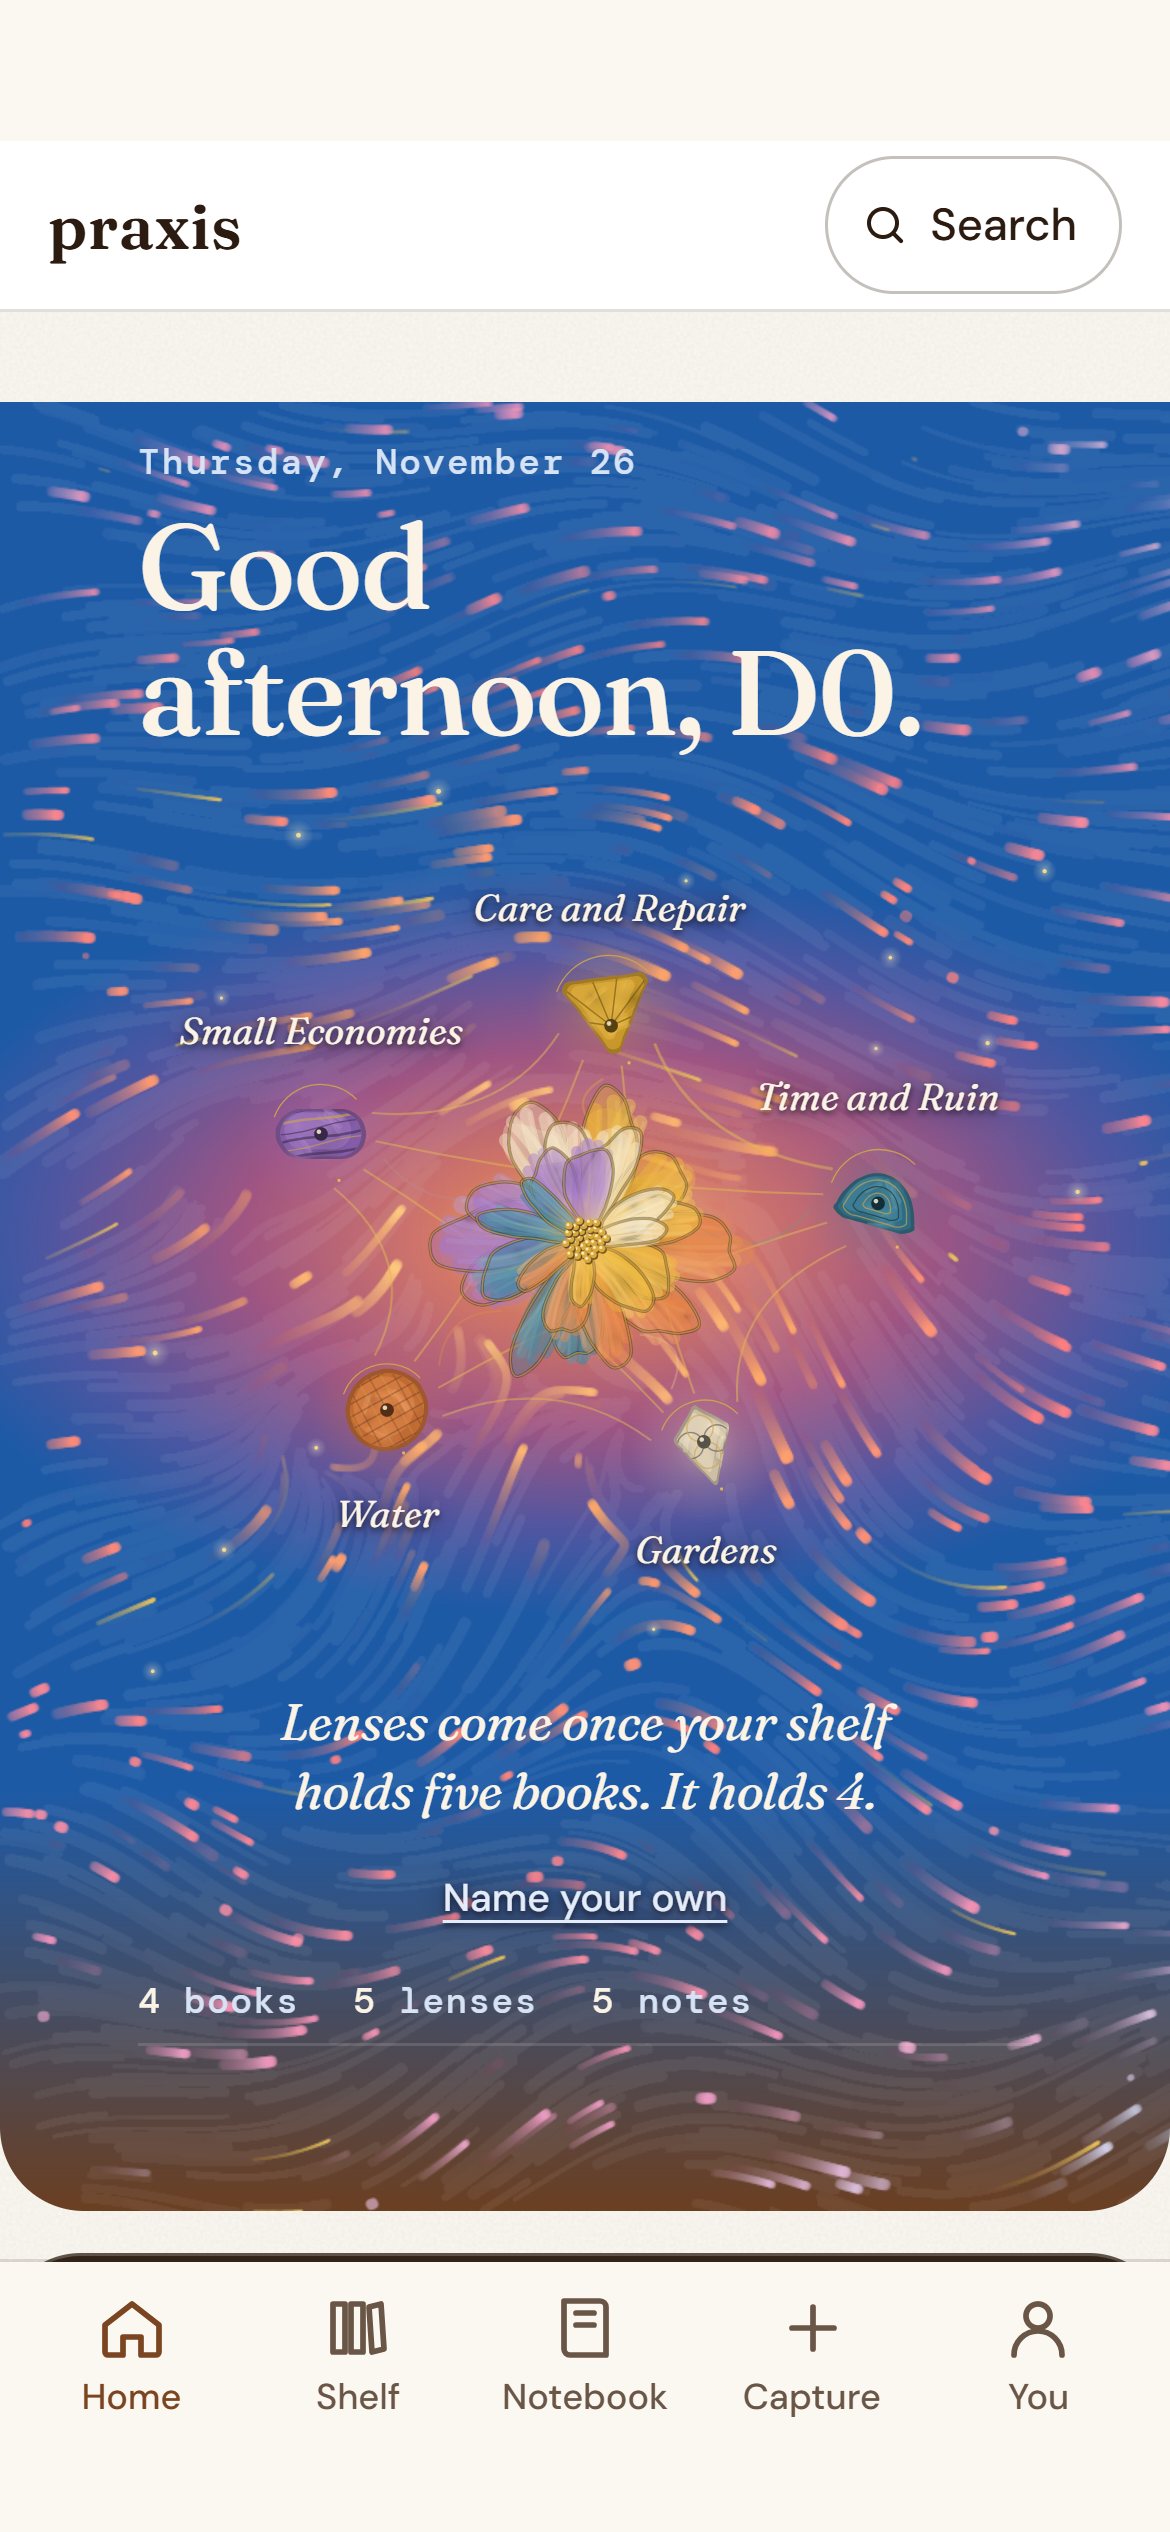 praxis
Search
Thursday, November 26
Good
afternoon, D0.
Care and Repair
Small Economies
Time and Ruin
Water
Gardens
Lenses come once your shelf
holds five books. It holds 4.
Name your own
4 books 5 lenses 5 notes
Home Shelf Notebook Capture You